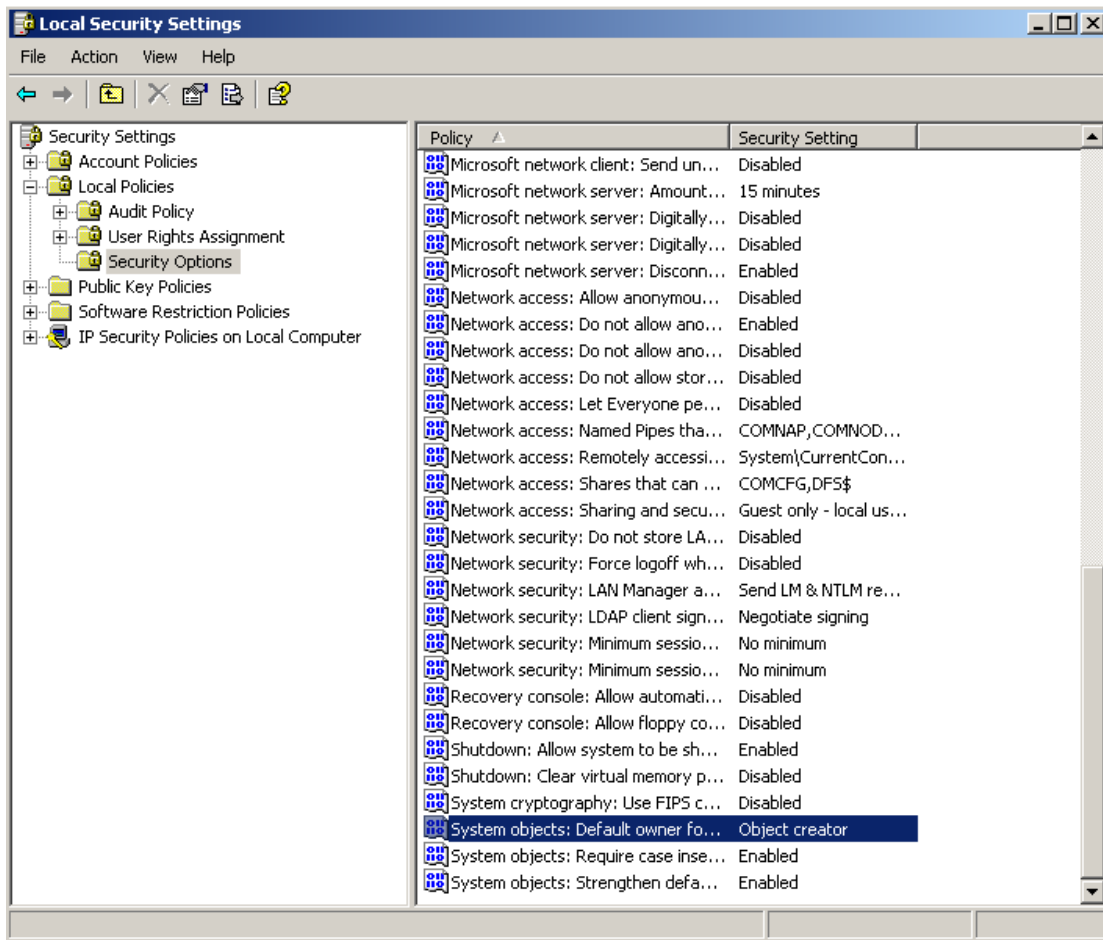 Local Security Settings
File Action View Help
Security Settings
Account Policies
Local Policies
Audit Policy
User Rights Assignment
Security Options
Public Key Policies
Software Restriction Policies
IP Security Policies on Local Computer
Policy Security Setting
Microsoft network client: Send un... Disabled
Microsoft network server: Amount... 15 minutes
Microsoft network server: Digitally... Disabled
Microsoft network server: Digitally... Disabled
Microsoft network server: Disconn... Enabled
Network access: Allow anonymou... Disabled
Network access: Do not allow ano... Enabled
Network access: Do not allow ano... Disabled
Network access: Do not allow stor... Disabled
Network access: Let Everyone pe... Disabled
Network access: Named Pipes tha... COMNAP,COMNOD...
Network access: Remotely accessi... System\CurrentCon...
Network access: Shares that can ... COMCFG,DFS$
Network access: Sharing and secu... Guest only - local us...
Network security: Do not store LA... Disabled
Network security: Force logoff wh... Disabled
Network security: LAN Manager a... Send LM & NTLM re...
Network security: LDAP client sign... Negotiate signing
Network security: Minimum sessio... No minimum
Network security: Minimum sessio... No minimum
Recovery console: Allow automati... Disabled
Recovery console: Allow floppy co... Disabled
Shutdown: Allow system to be sh... Enabled
Shutdown: Clear virtual memory p... Disabled
System cryptography: Use FIPS c... Disabled
System objects: Default owner fo... Object creator
System objects: Require case inse... Enabled
System objects: Strengthen defa... Enabled